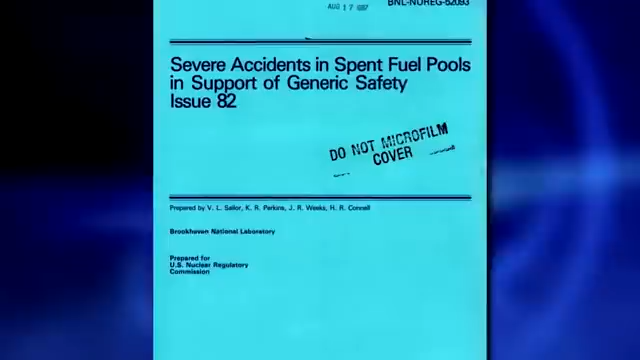 AUG 17 1987
BNL-NUREG-52093
Severe Accidents in Spent Fuel Pools
in Support of Generic Safety
Issue 82
DO NOT MICROFILM
COVER
Prepared by V. L. Sailor, K. R. Perkins, J. R. Weeks, H. R. Connell
Brookhaven National Laboratory
Prepared for
U.S. Nuclear Regulatory
Commission